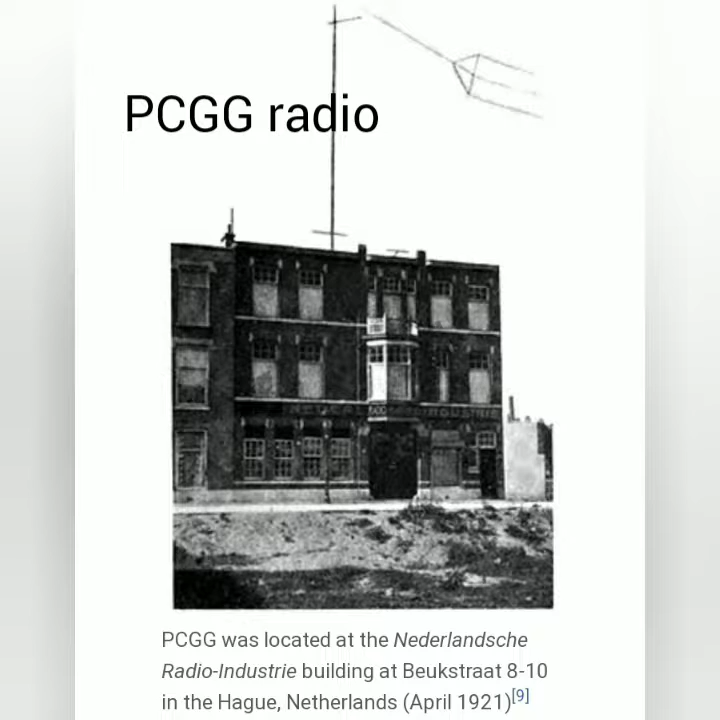 PCGG radio
PCGG was located at the Nederlandsche
Radio-Industrie building at Beukstraat 8-10
in the Hague, Netherlands (April 1921)[9]